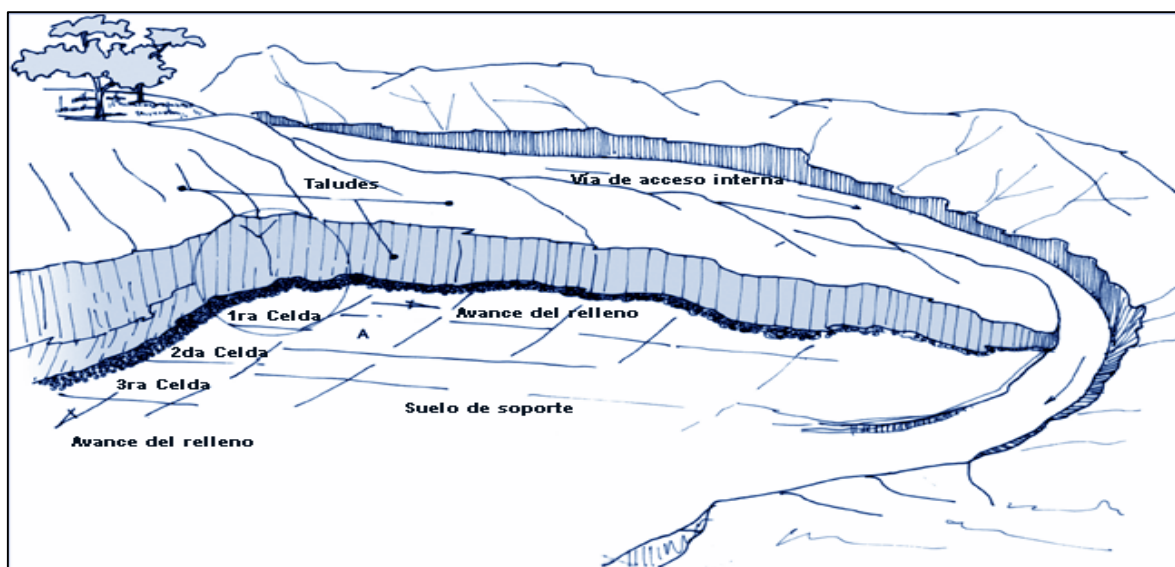 Vía de acceso interna
Taludes
1ra Celda
Avance del relleno
A
2da Celda
3ra Celda
Suelo de soporte
Avance del relleno